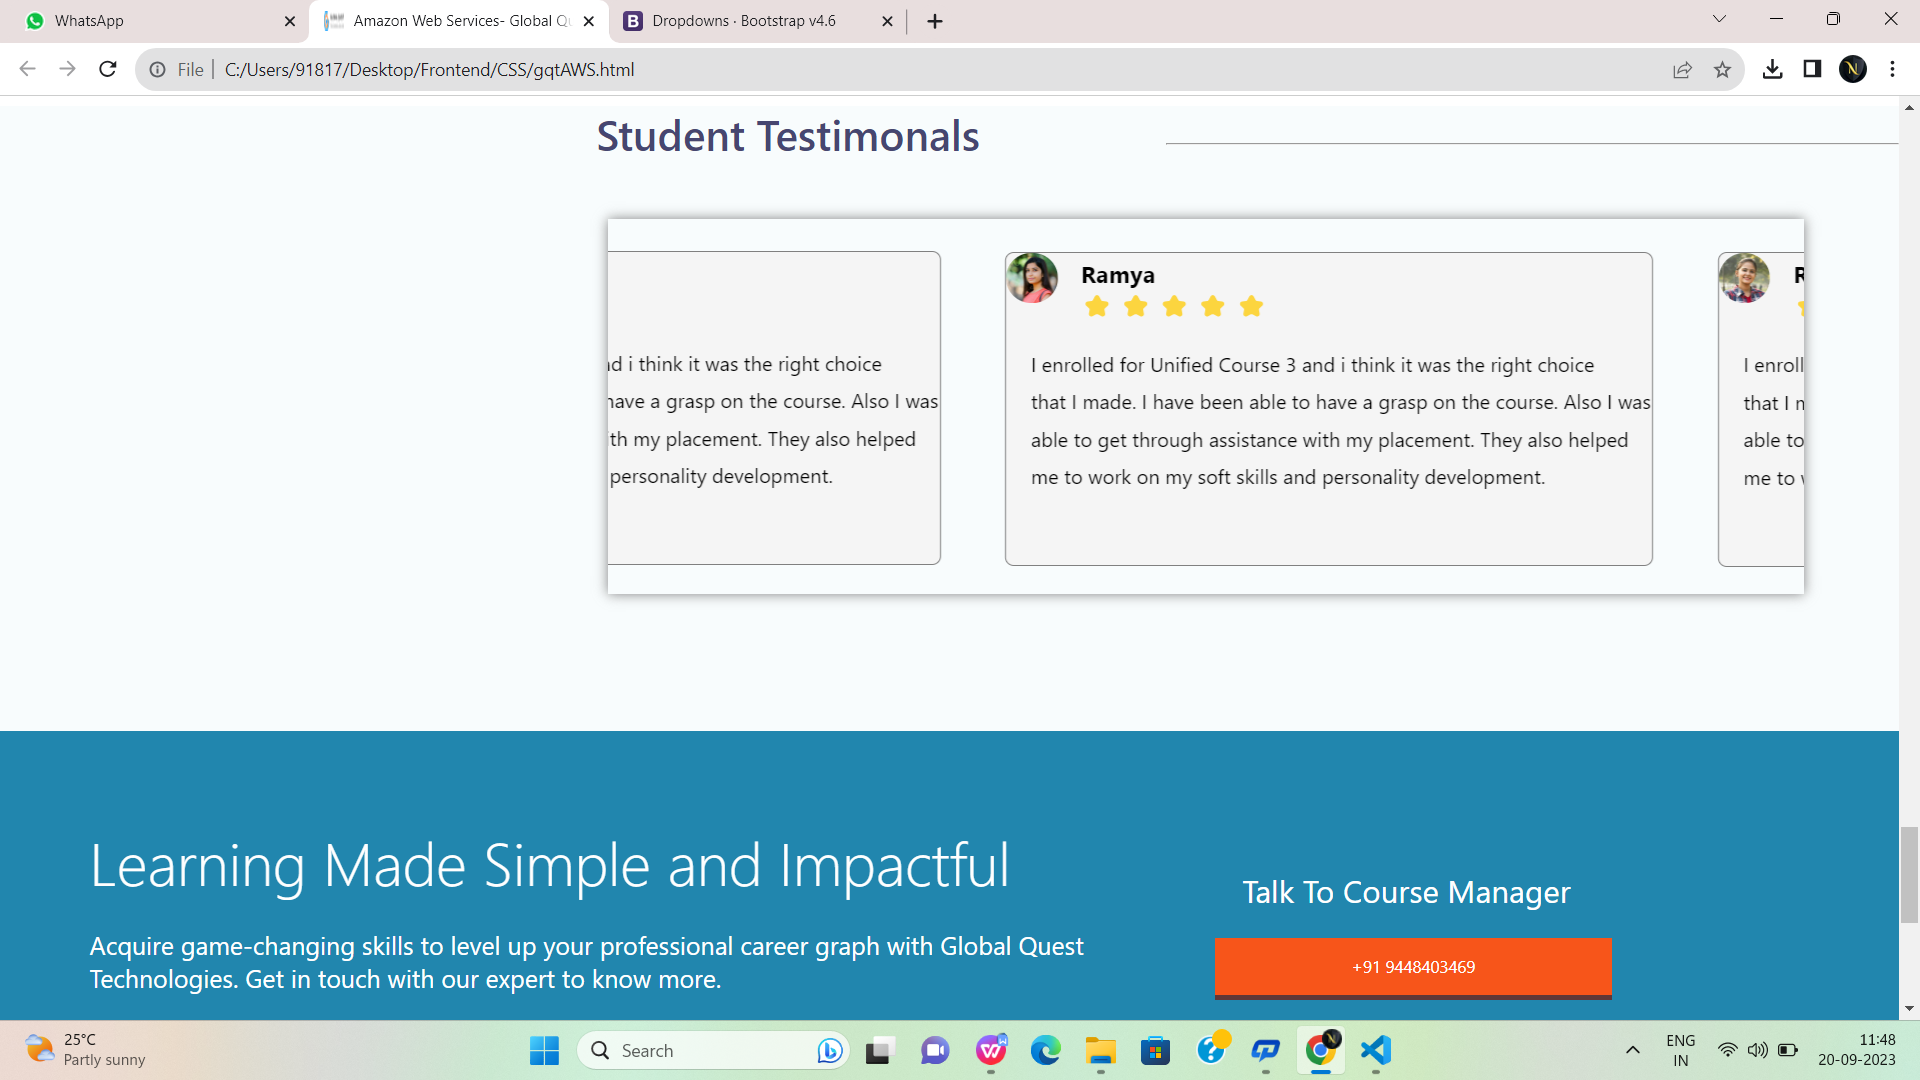 WhatsApp
Amazon Web Services- Global Qu
Dropdowns · Bootstrap v4.6
File
C:/Users/91817/Desktop/Frontend/CSS/gqtAWS.html
Student Testimonals
nd i think it was the right choice
have a grasp on the course. Also I was
th my placement. They also helped
personality development.
Ramya
I enrolled for Unified Course 3 and i think it was the right choice
that I made. I have been able to have a grasp on the course. Also I was
able to get through assistance with my placement. They also helped
me to work on my soft skills and personality development.
I enroll
that I
able to
me to
Learning Made Simple and Impactful
Acquire game-changing skills to level up your professional career graph with Global Quest
Technologies. Get in touch with our expert to know more.
Talk To Course Manager
+91 9448403469
25°C
Partly sunny
Search
ENG
IN
11:48
20-09-2023